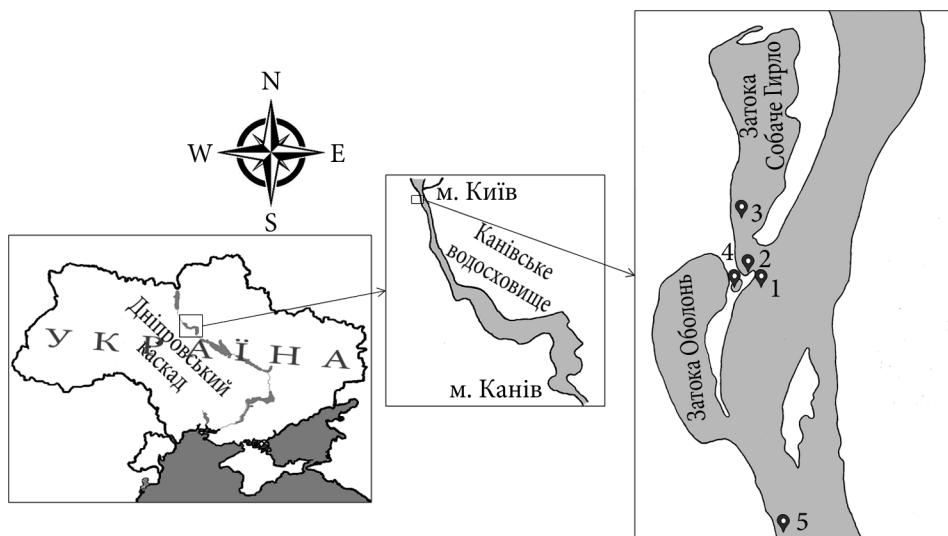 N
W
E
S
У К Р А Ї Н А
Дніпровський
каскад
м. Київ
Канівське
водосховище
м. Канів
Затока
Собаче Гирло
3
4
2
1
Затока Оболонь
5